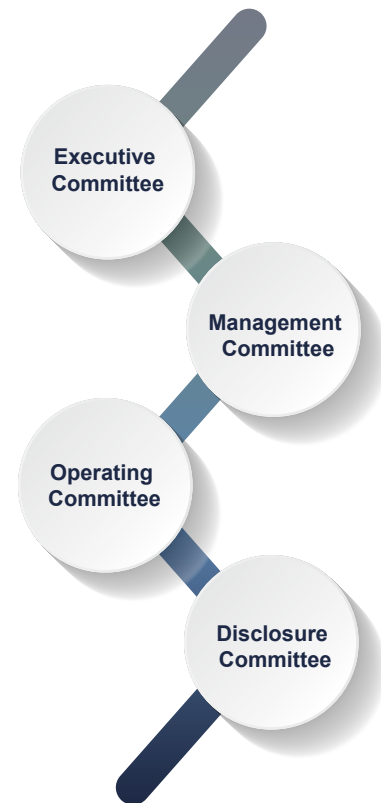 Executive
Committee
Management
Committee
Operating
Committee
Disclosure
Committee